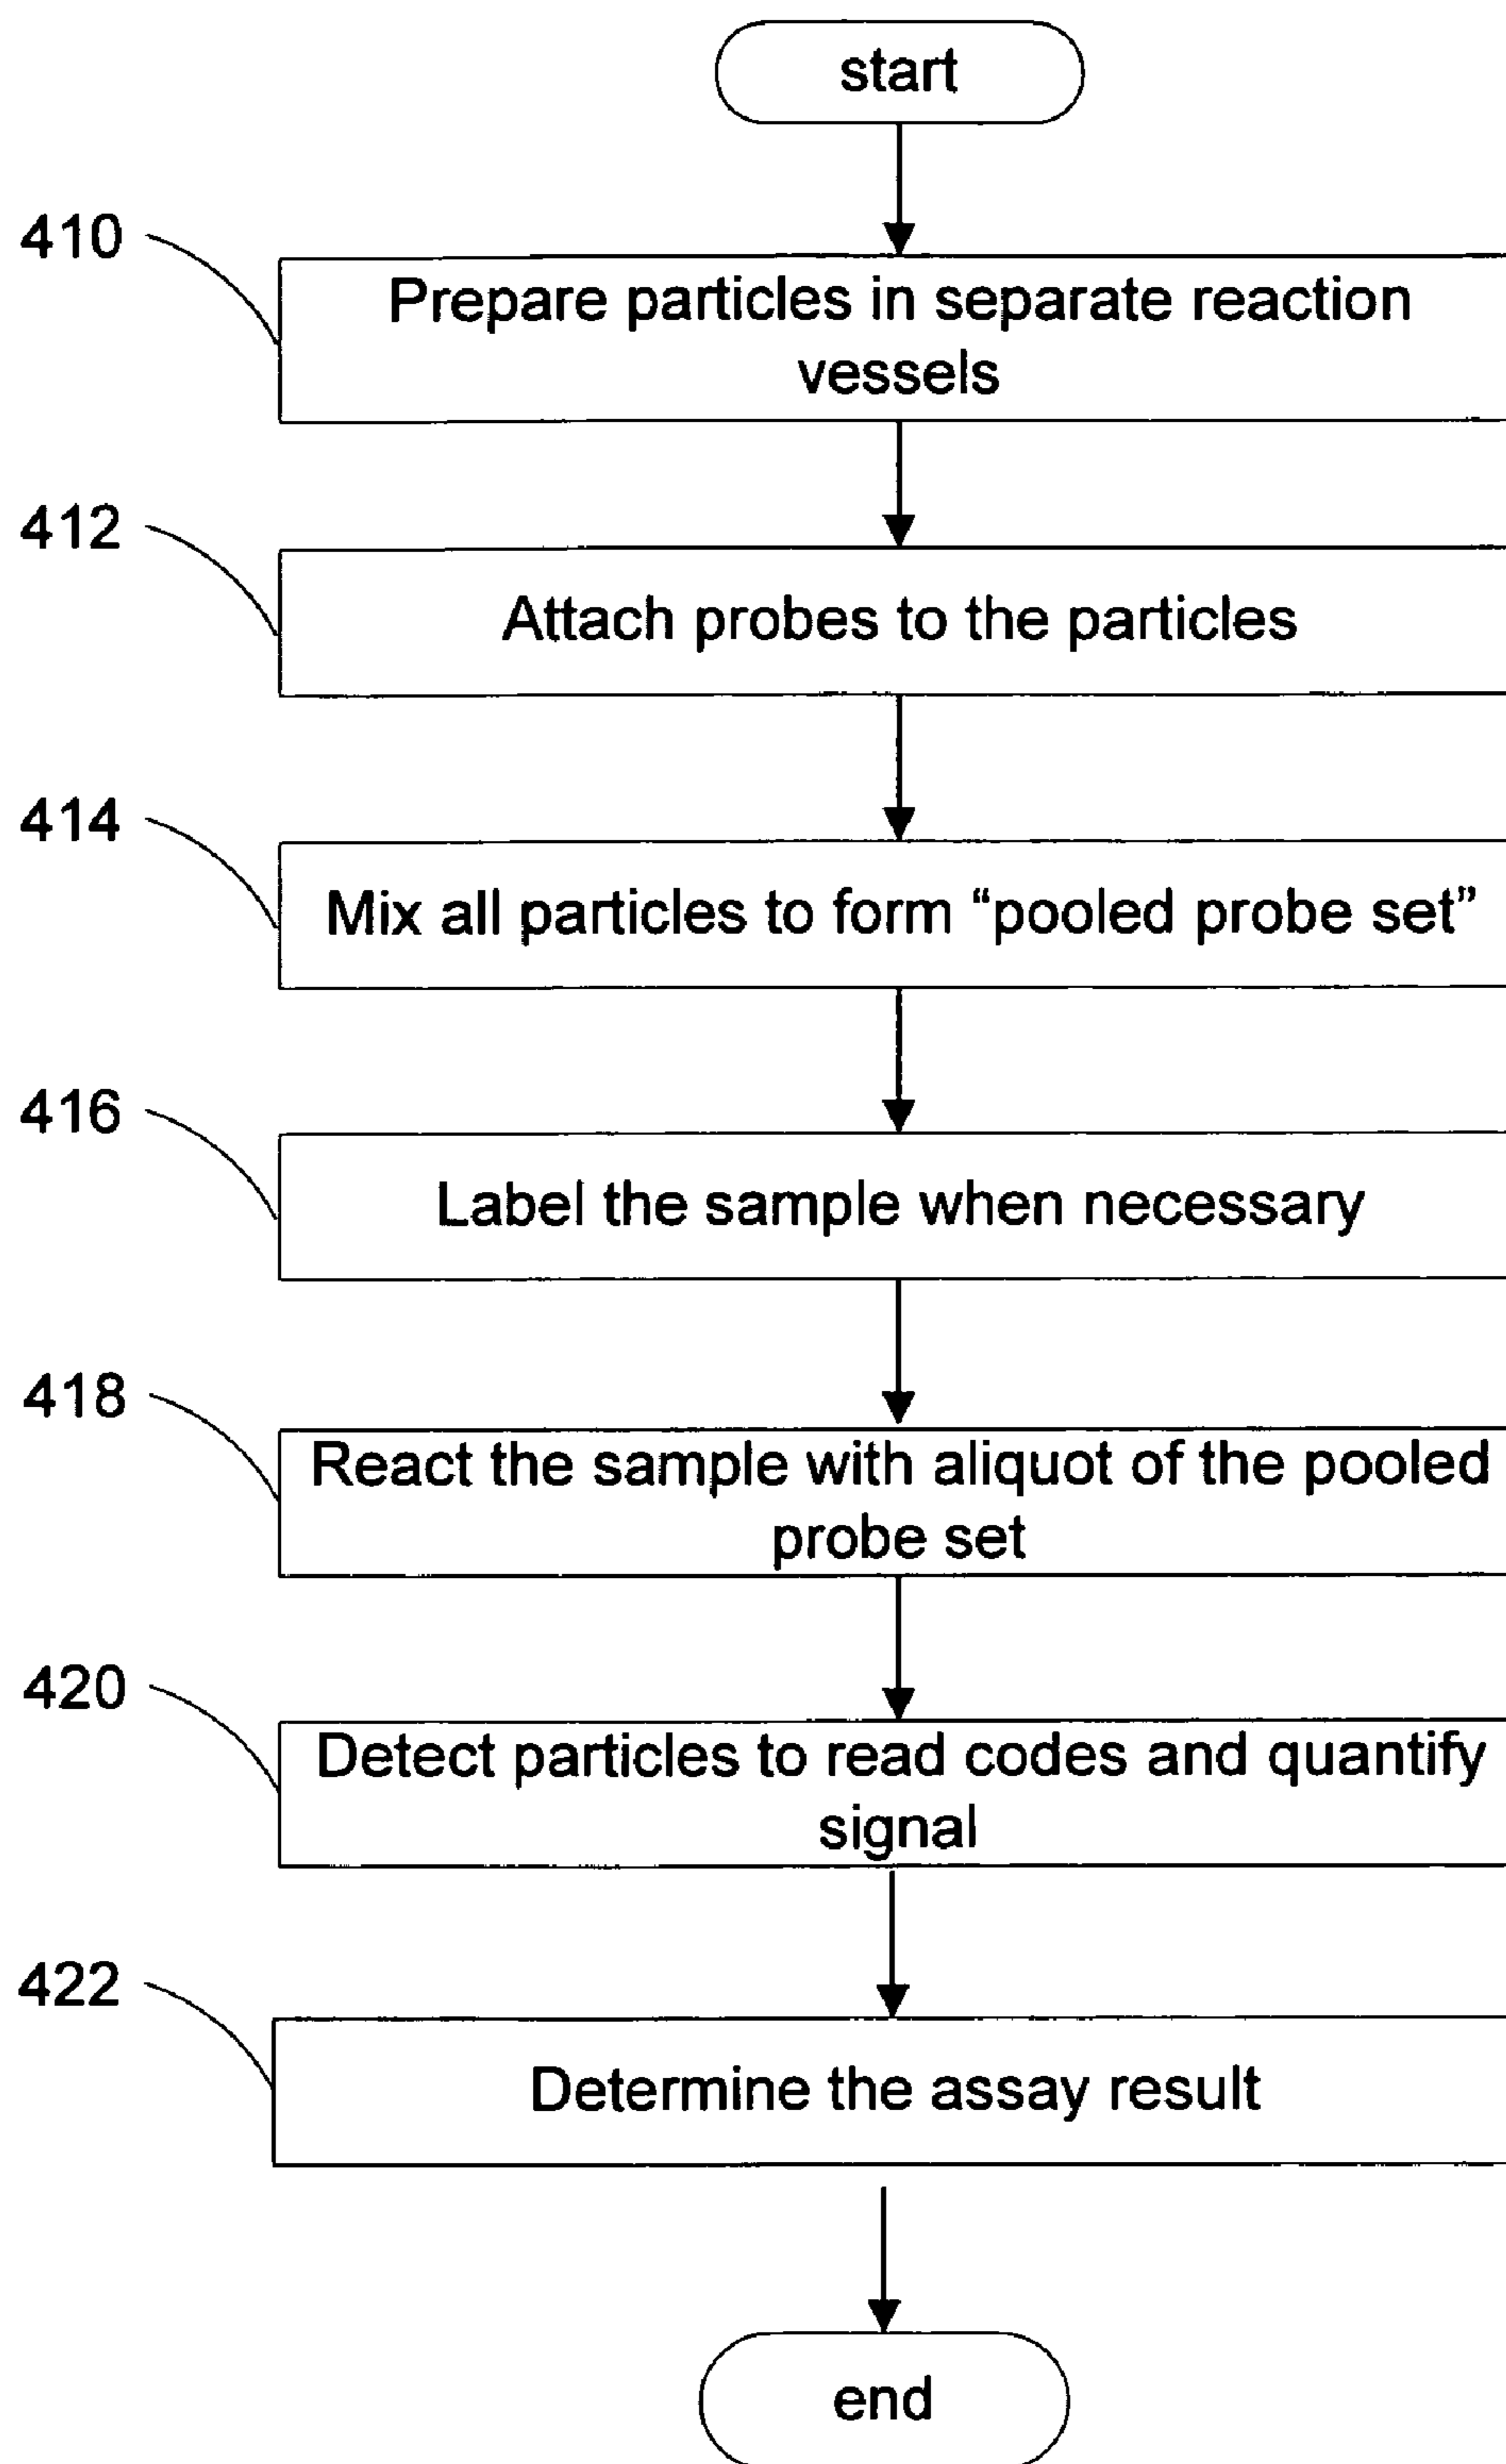 start
410
Prepare particles in separate reaction
vessels
412
Attach probes to the particles
414
Mix all particles to form “pooled probe set”
416
Label the sample when necessary
418
React the sample with aliquot of the pooled
probe set
420
Detect particles to read codes and quantify
signal
422
Determine the assay result
end